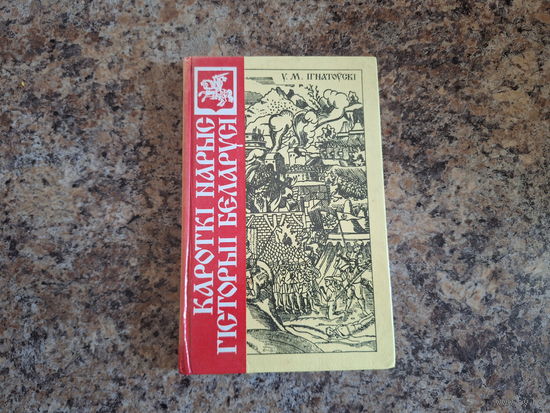 У. М. ІГНАТОЎСКІ
КАРОТКІ НАРЫС
ГІСТОРЫІ БЕЛАРУСІ